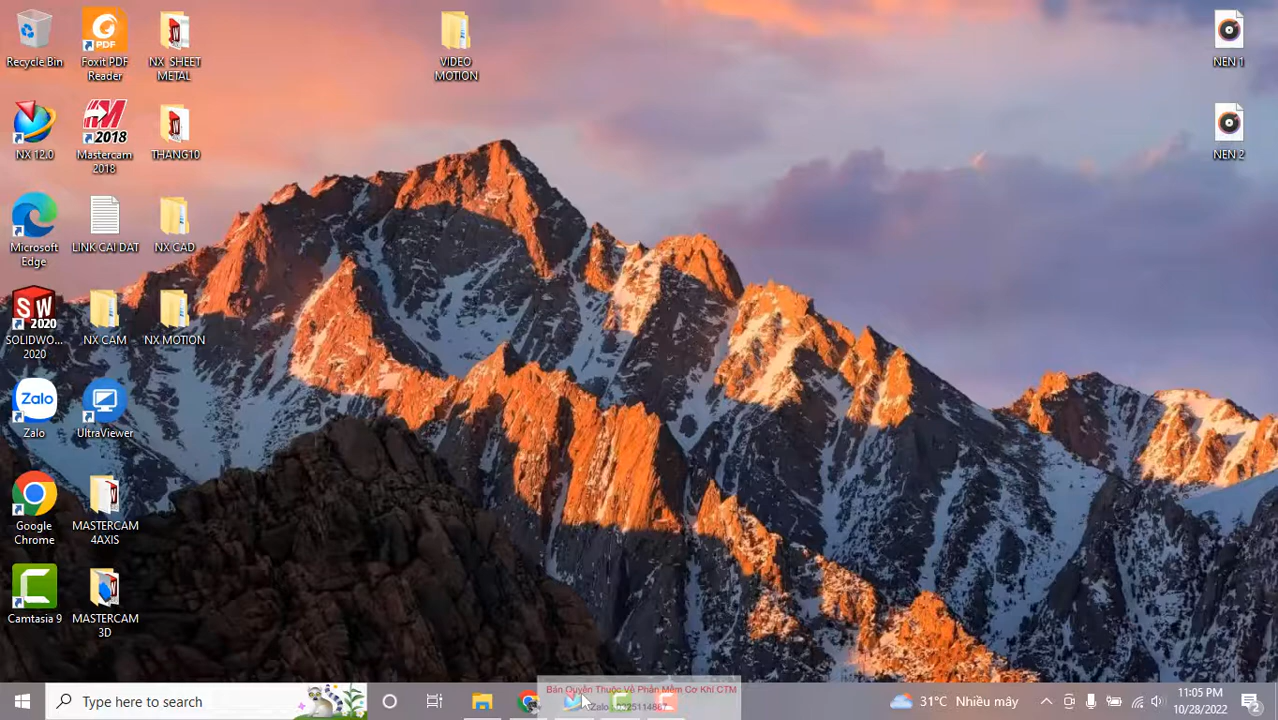 Recycle Bin
Foxit PDF
Reader
NX SHEET
METAL
VIDEO
MOTION
NEN 1
NX 12.0
Mastercam
2018
THANG10
NEN 2
Microsoft
Edge
LINK CAI DAT
NX CAD
SOLIDWO...
2020
NX CAM
NX MOTION
Zalo
UltraViewer
Google
Chrome
MASTERCAM
4AXIS
Camtasia 9
MASTERCAM
3D
Type here to search
Bản Quyền Thuộc Về Phần Mềm Cơ Khí CTM
31°C Nhiều mây
11:05 PM
10/28/2022
2